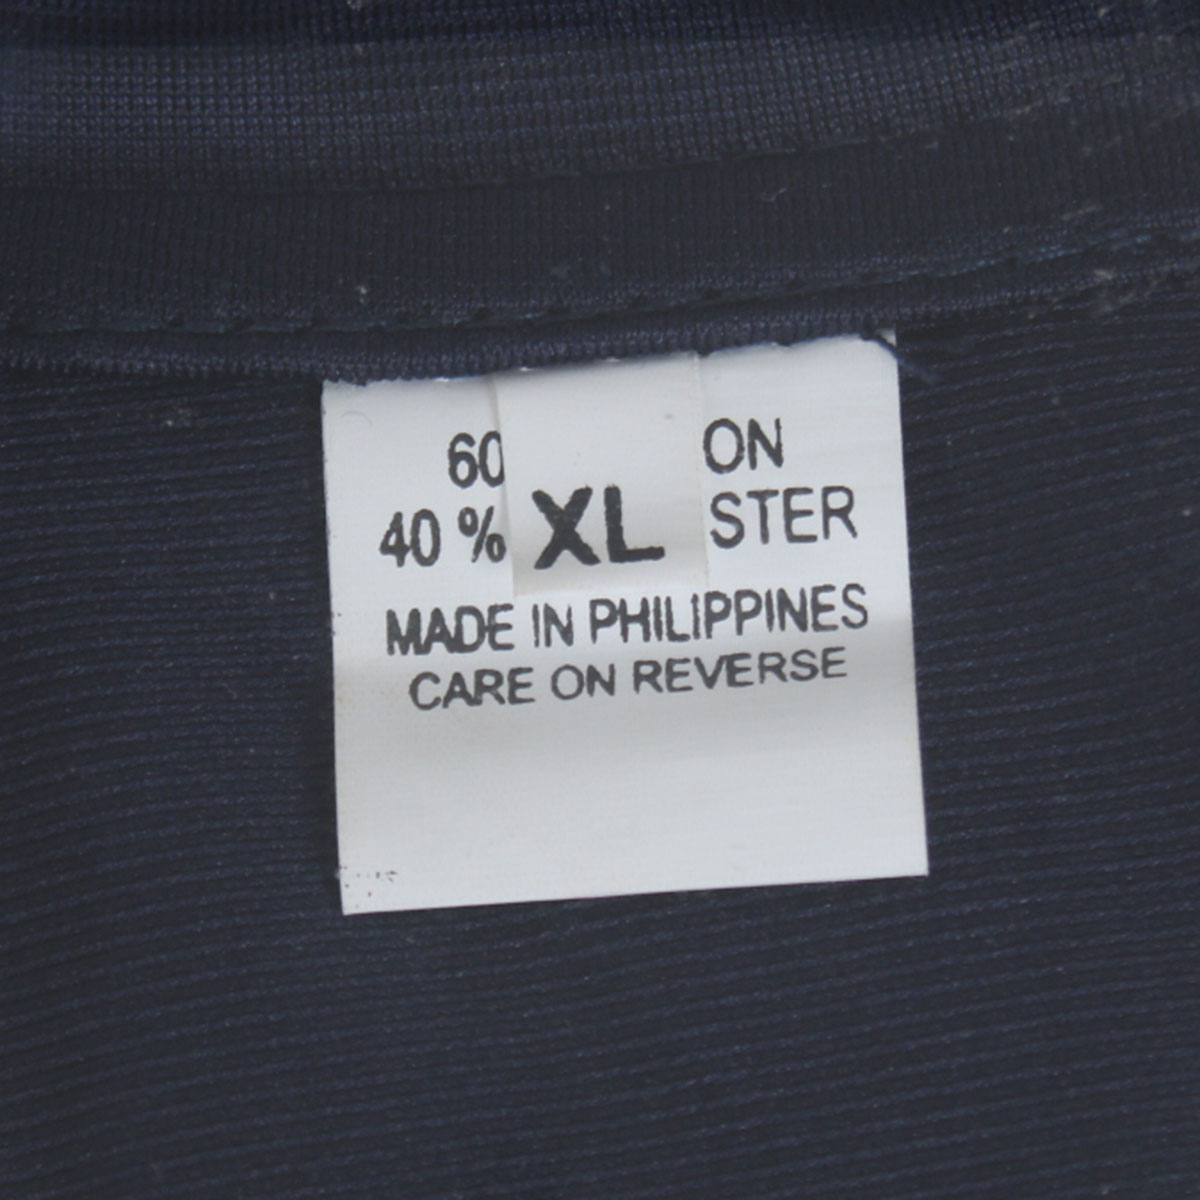 60 ON
40 % XL STER
MADE IN PHILIPPINES
CARE ON REVERSE